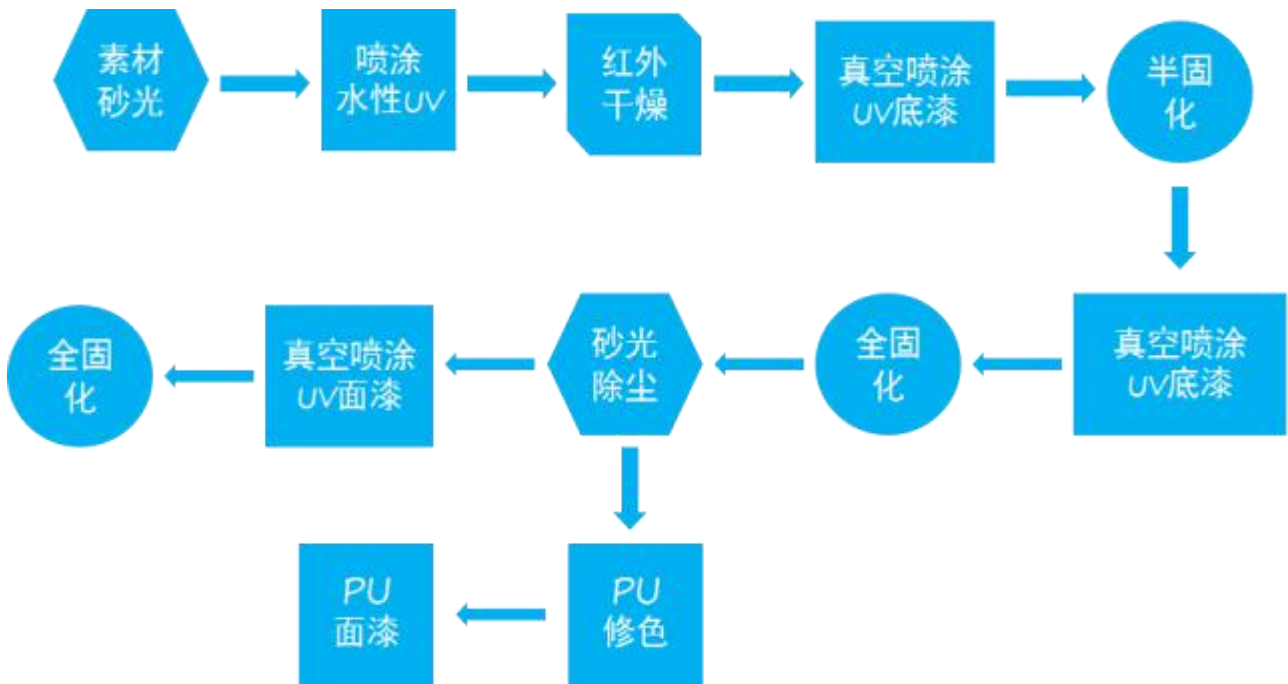 素材
砂光
喷涂
水性UV
红外
干燥
真空喷涂
UV底漆
半固
化
真空喷涂
UV底漆
全固
化
砂光
除尘
真空喷涂
UV面漆
全固
化
PU
修色
PU
面漆